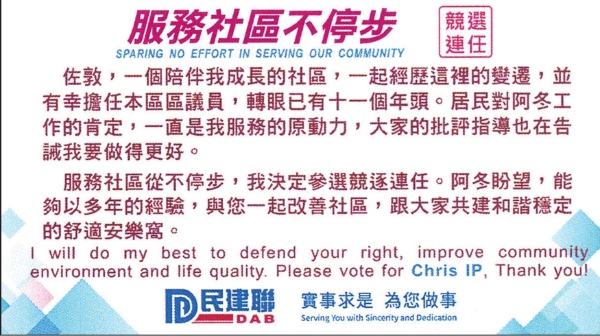 服務社區不停步
SPARING NO EFFORT IN SERVING OUR COMMUNITY
競選
連任
佐敦，一個陪伴我成長的社區，一起經歷這裡的變遷，並
有幸擔任本區區議員，轉眼已有十一個年頭。居民對阿冬工
作的肯定，一直是我服務的原動力，大家的批評指導也在告
誡我要做得更好。
服務社區從不停步，我決定參選競逐連任。阿冬盼望，能
夠以多年的經驗，與您一起改善社區，跟大家共建和諧穩定
的舒適安樂窩。
I will do my best to defend your right, improve community
environment and life quality. Please vote for Chris IP, Thank you!
民建聯
DAB
實事求是 為您做事
Serving You with Sincerity and Dedication